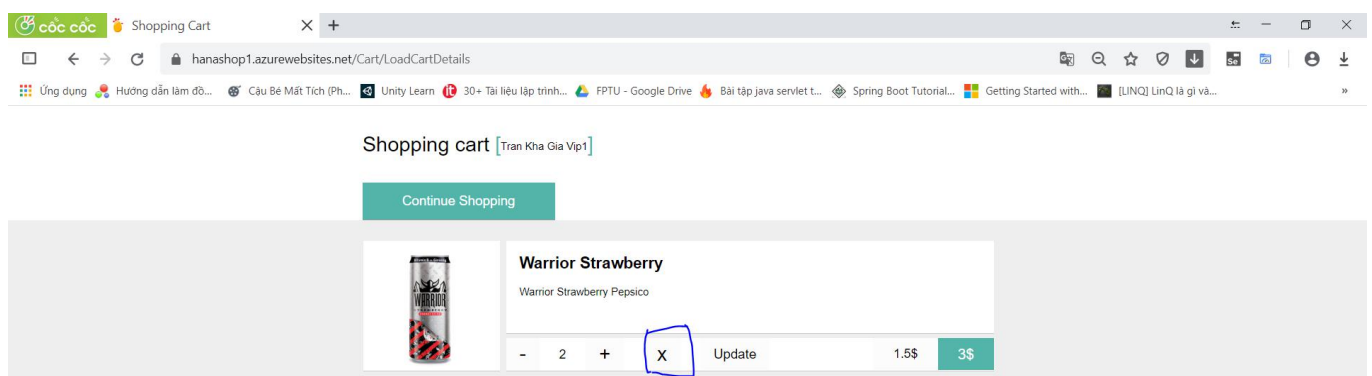 cốc cốc Shopping Cart
hanashop1.azurewebsites.net/Cart/LoadCartDetails
Ứng dụng Hướng dẫn làm đồ... Cậu Bé Mất Tích (Ph... Unity Learn 30+ Tài liệu lập trình... FPTU - Google Drive Bài tập java servlet t... Spring Boot Tutorial... Getting Started with... [LINQ] LinQ là gì và... »
Shopping cart [Tran Kha Gia Vip1]
Continue Shopping
Warrior Strawberry
Warrior Strawberry Pepsico
WARRIOR
- 2 + X Update 1.5$ 3$